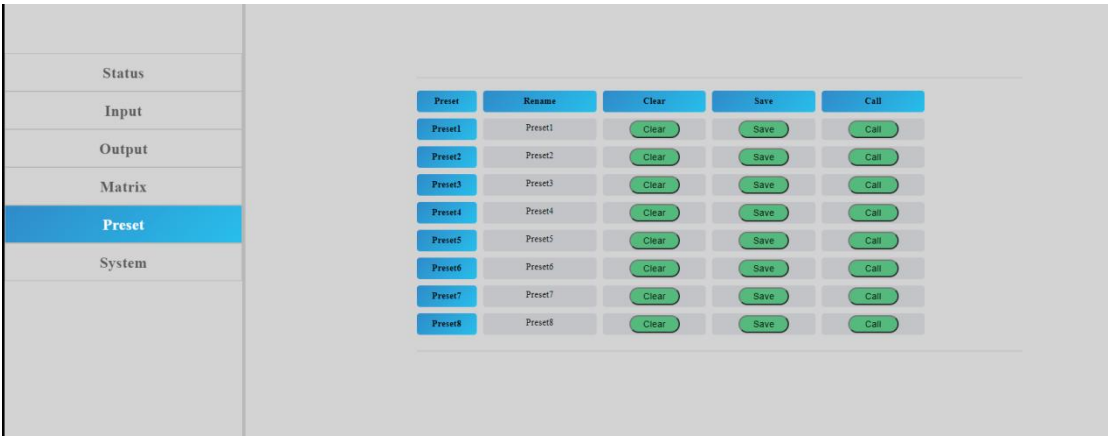 Status
Input
Output
Matrix
Preset
System
Preset Rename Clear Save Call
Preset1 Preset1 Clear Save Call
Preset2 Preset2 Clear Save Call
Preset3 Preset3 Clear Save Call
Preset4 Preset4 Clear Save Call
Preset5 Preset5 Clear Save Call
Preset6 Preset6 Clear Save Call
Preset7 Preset7 Clear Save Call
Preset8 Preset8 Clear Save Call